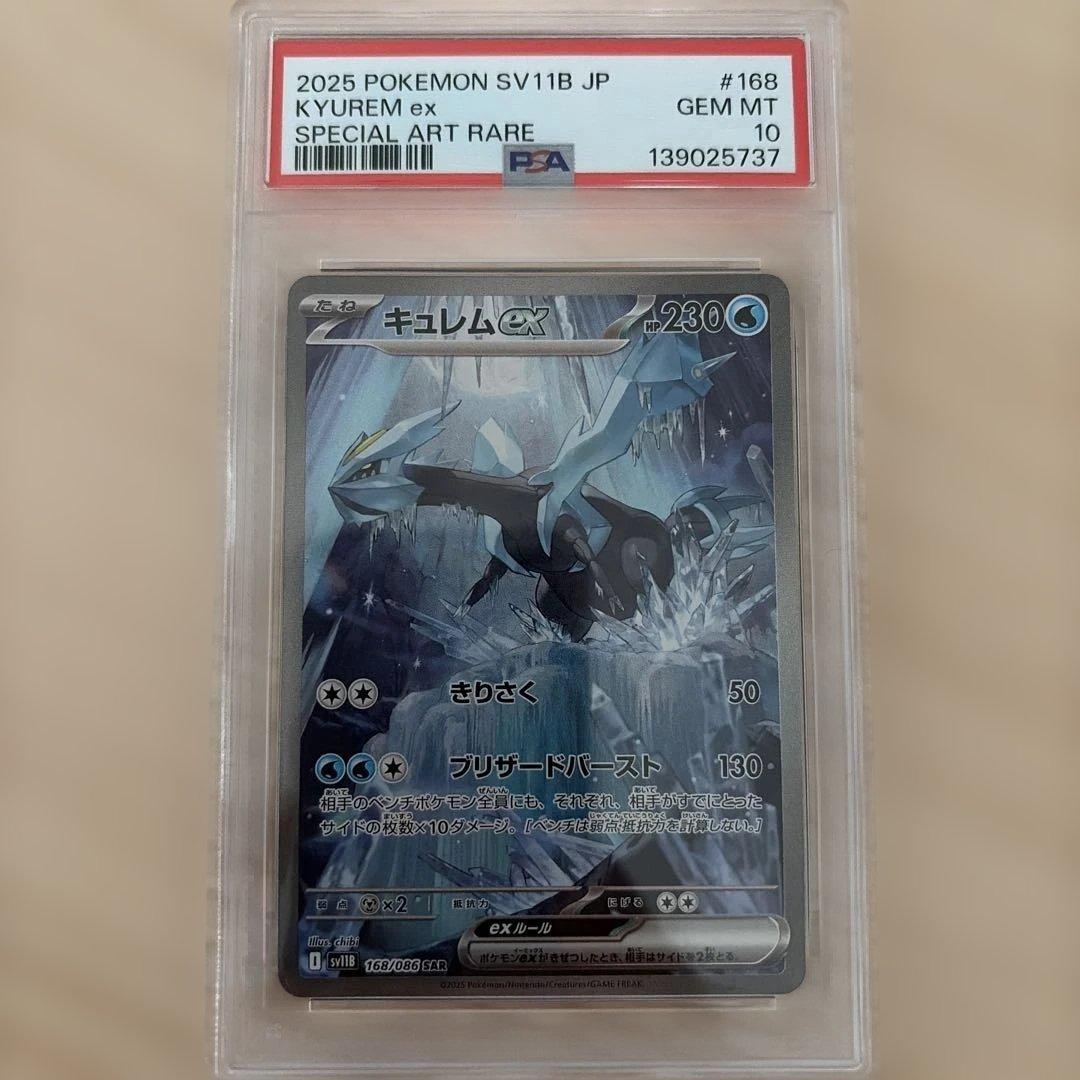 2025 POKEMON SV11B JP #168
KYUREM ex GEM MT
SPECIAL ART RARE 10
PSA 139025737
たね キュレムex HP230
きりさく 50
ブリザードバースト 130
相手のベンチポケモン全員にも、それぞれ、相手がすでにとった
サイドの枚数×10ダメージ。[ベンチは弱点・抵抗力を計算しない。]
弱点 ×2 抵抗力 にげる
exルール
ポケモンexがきぜつしたとき、相手はサイドを2枚とる。
Illus. chibi
I sv11B 168/086 SAR
©2025 Pokémon/Nintendo/Creatures/GAME FREAK.